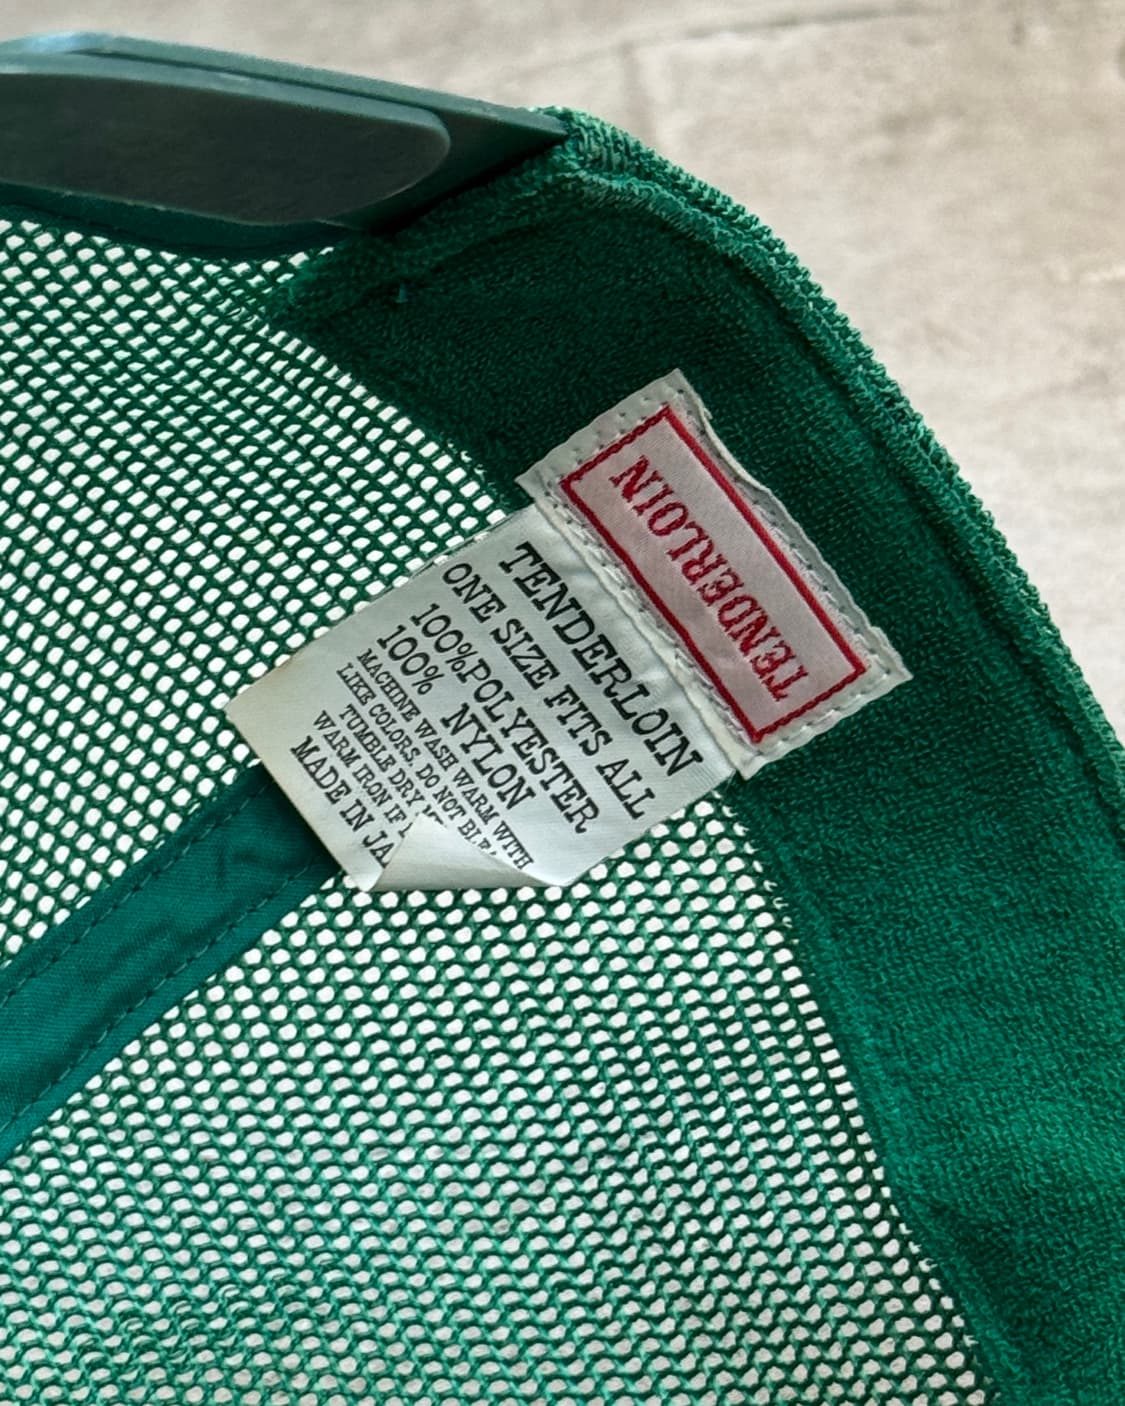 TENDERLOIN
TENDERLOIN
ONE SIZE FITS ALL
100%POLYESTER
100% NYLON
MACHINE WASH WARM WITH
LIKE COLORS, DO NOT
TUMBLE DRY
WARM IRON IF
MADE IN